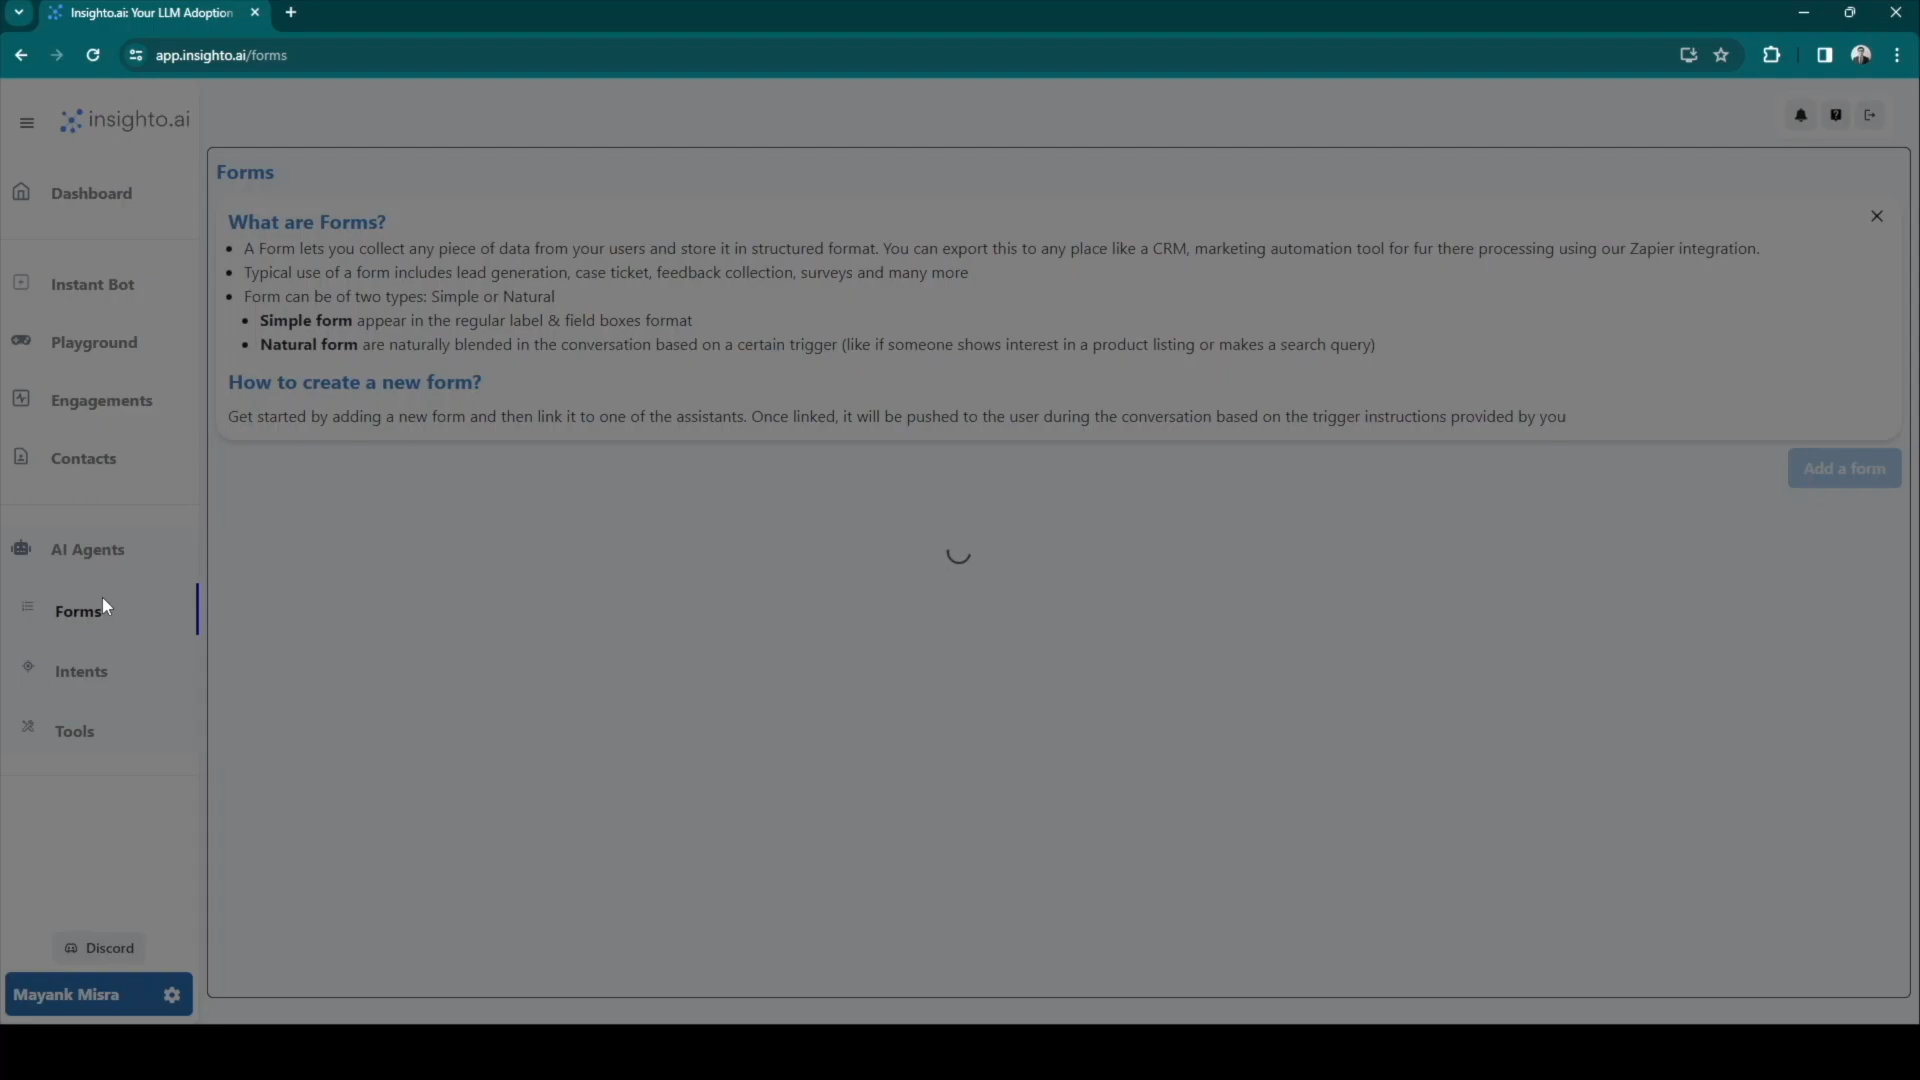 Insighto.ai: Your LLM Adoption
app.insighto.ai/forms
insighto.ai
Dashboard
Instant Bot
Playground
Engagements
Contacts
AI Agents
Forms
Intents
Tools
Discord
Mayank Misra
Forms
What are Forms?
A Form lets you collect any piece of data from your users and store it in structured format. You can export this to any place like a CRM, marketing automation tool for fur there processing using our Zapier integration.
Typical use of a form includes lead generation, case ticket, feedback collection, surveys and many more
Form can be of two types: Simple or Natural
Simple form appear in the regular label & field boxes format
Natural form are naturally blended in the conversation based on a certain trigger (like if someone shows interest in a product listing or makes a search query)
How to create a new form?
Get started by adding a new form and then link it to one of the assistants. Once linked, it will be pushed to the user during the conversation based on the trigger instructions provided by you
Add a form